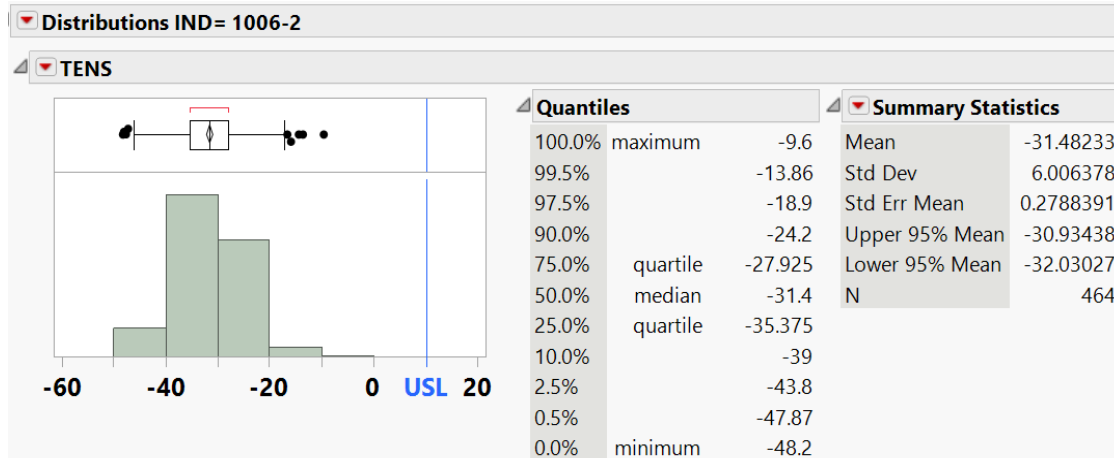 Distributions IND= 1006-2
TENS
-60 -40 -20 0 USL 20
Quantiles
100.0% maximum -9.6
99.5% -13.86
97.5% -18.9
90.0% -24.2
75.0% quartile -27.925
50.0% median -31.4
25.0% quartile -35.375
10.0% -39
2.5% -43.8
0.5% -47.87
0.0% minimum -48.2
Summary Statistics
Mean -31.48233
Std Dev 6.006378
Std Err Mean 0.2788391
Upper 95% Mean -30.93438
Lower 95% Mean -32.03027
N 464